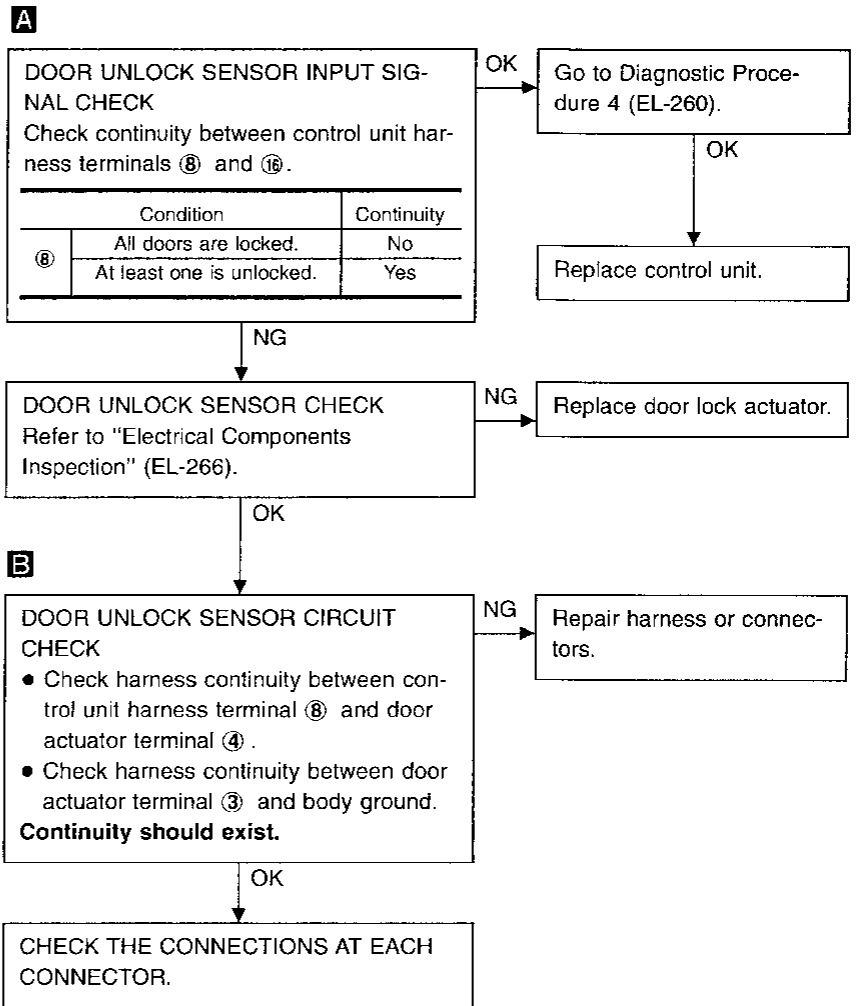 A
DOOR UNLOCK SENSOR INPUT SIG-
NAL CHECK
Check continuity between control unit har-
ness terminals ⑧ and ⑯.
Condition Continuity
⑧ All doors are locked. No
At least one is unlocked. Yes
OK
Go to Diagnostic Proce-
dure 4 (EL-260).
OK
Replace control unit.
NG
DOOR UNLOCK SENSOR CHECK
Refer to "Electrical Components
Inspection" (EL-266).
NG
Replace door lock actuator.
OK
B
DOOR UNLOCK SENSOR CIRCUIT
CHECK
● Check harness continuity between con-
trol unit harness terminal ⑧ and door
actuator terminal ④ .
● Check harness continuity between door
actuator terminal ③ and body ground.
Continuity should exist.
NG
Repair harness or connec-
tors.
OK
CHECK THE CONNECTIONS AT EACH
CONNECTOR.